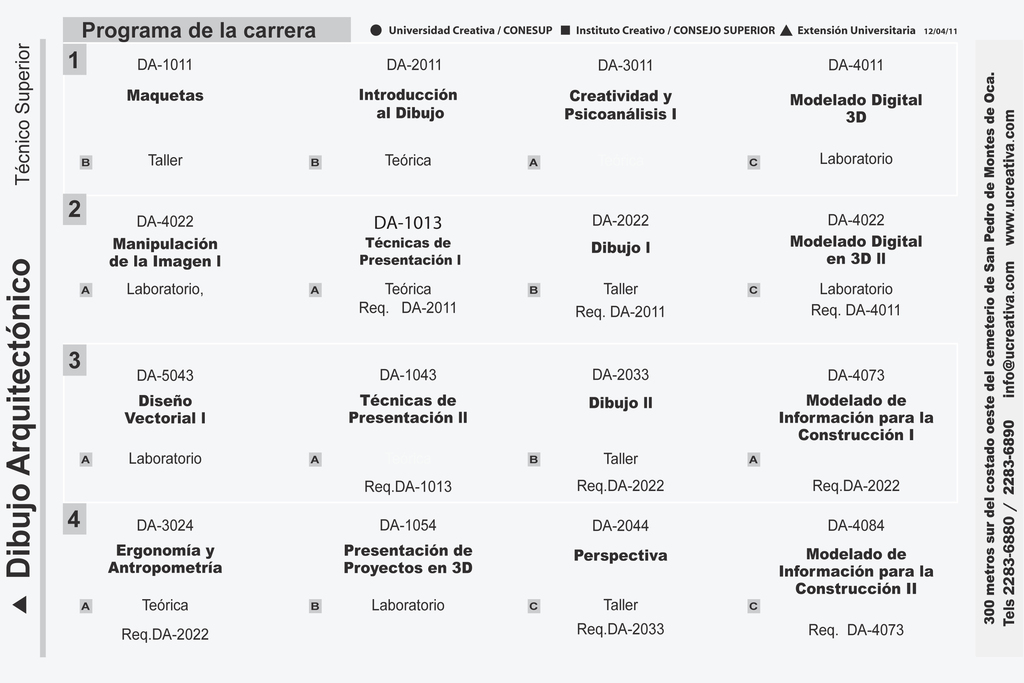 Programa de la carrera
● Universidad Creativa / CONESUP ■ Instituto Creativo / CONSEJO SUPERIOR ▲ Extensión Universitaria 12/04/11
▲ Dibujo Arquitectónico Técnico Superior
1
DA-1011
Maquetas
B Taller
DA-2011
Introducción
al Dibujo
B Teórica
DA-3011
Creatividad y
Psicoanálisis I
A
DA-4011
Modelado Digital
3D
C Laboratorio
2
DA-4022
Manipulación
de la Imagen I
A Laboratorio,
DA-1013
Técnicas de
Presentación I
A Teórica
Req. DA-2011
DA-2022
Dibujo I
B Taller
Req. DA-2011
DA-4022
Modelado Digital
en 3D II
C Laboratorio
Req. DA-4011
3
DA-5043
Diseño
Vectorial I
A Laboratorio
DA-1043
Técnicas de
Presentación II
A
Req.DA-1013
DA-2033
Dibujo II
B Taller
Req.DA-2022
DA-4073
Modelado de
Información para la
Construcción I
A
Req.DA-2022
4
DA-3024
Ergonomía y
Antropometría
A Teórica
Req.DA-2022
DA-1054
Presentación de
Proyectos en 3D
B Laboratorio
DA-2044
Perspectiva
C Taller
Req.DA-2033
DA-4084
Modelado de
Información para la
Construcción II
C
Req. DA-4073
300 metros sur del costado oeste del cementerio de San Pedro de Montes de Oca.
Tels 2283-6880 / 2283-6890 info@ucreativa.com www.ucreativa.com